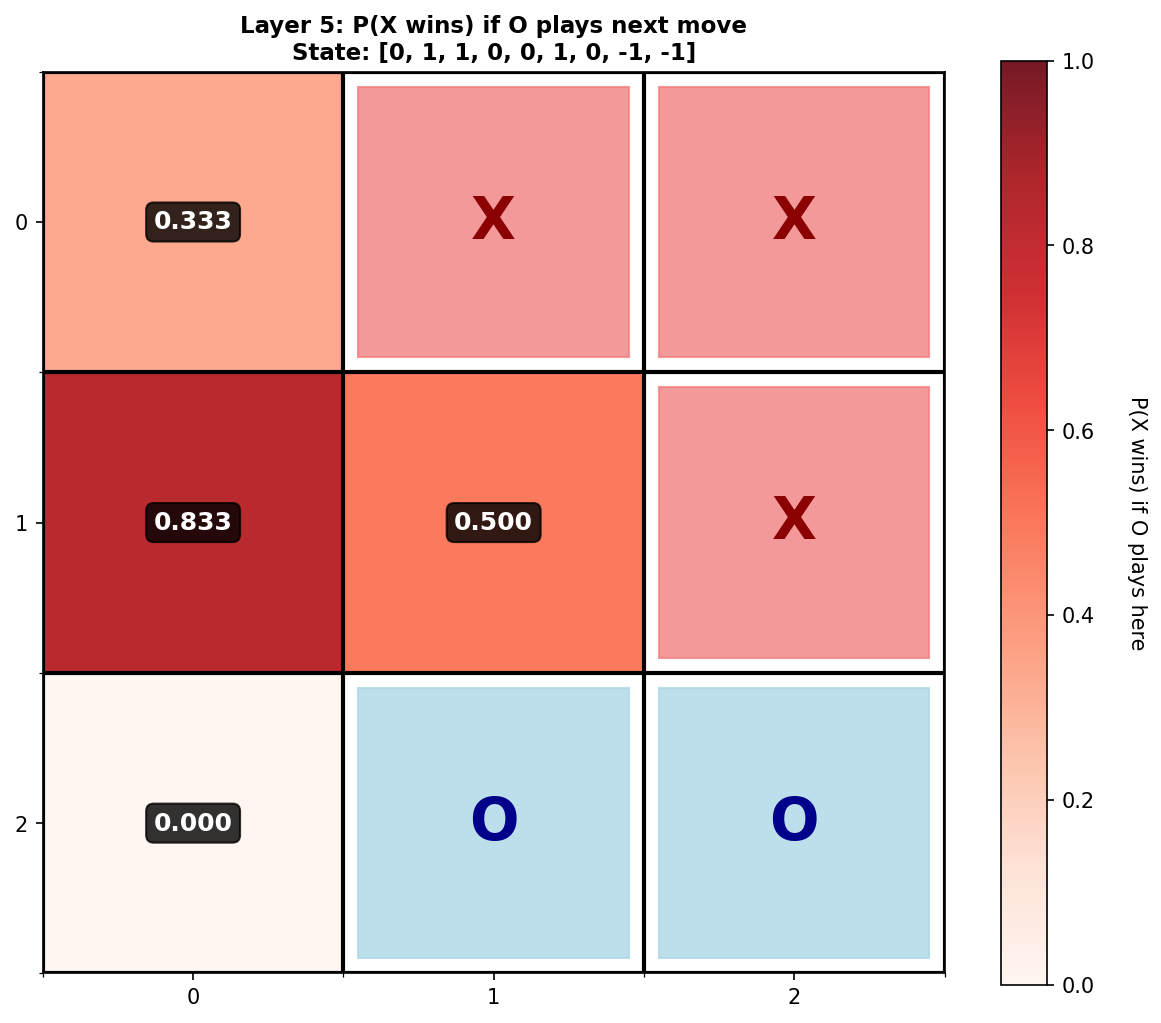 Layer 5: P(X wins) if O plays next move
State: [0, 1, 1, 0, 0, 1, 0, -1, -1]
0
0.333
X
X
1
0.833
0.500
X
2
0.000
O
O
0
1
2
1.0
0.8
0.6
0.4
0.2
0.0
P(X wins) if O plays here